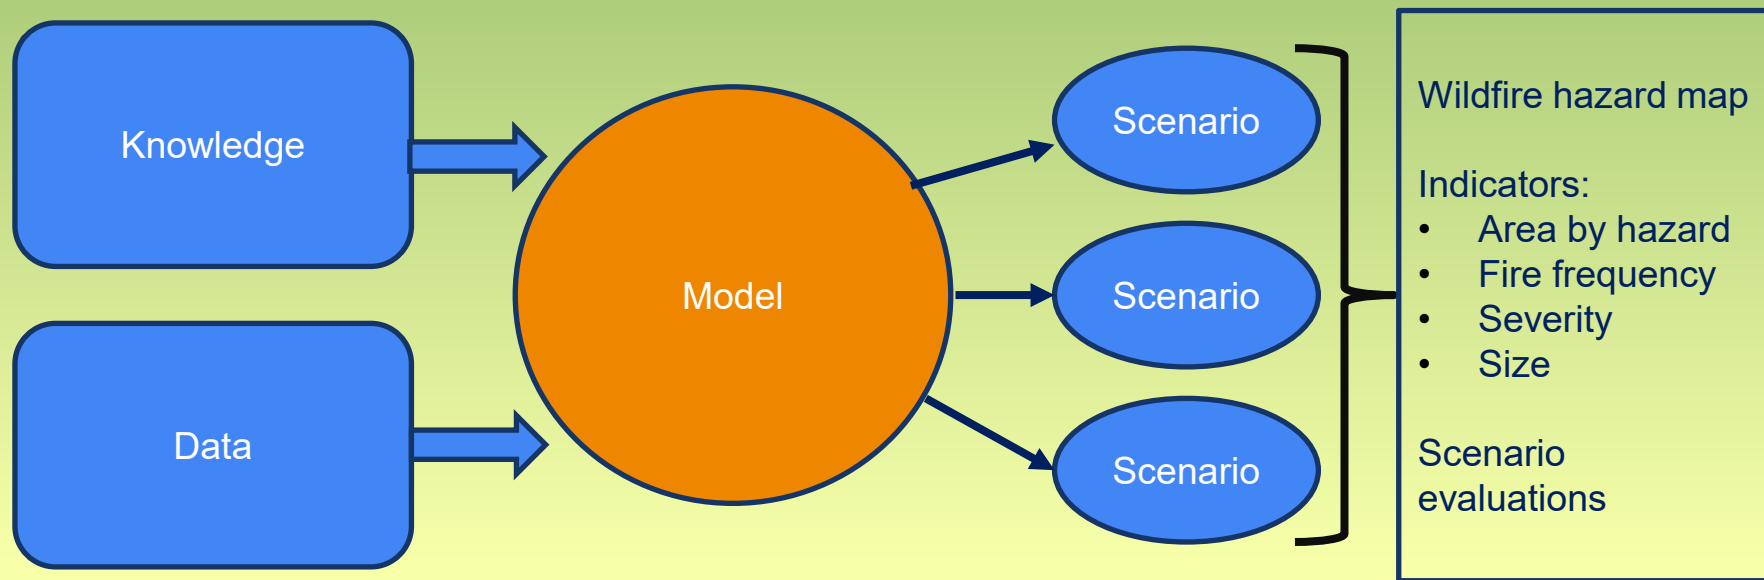 Knowledge
Data
Model
Scenario
Scenario
Scenario
Wildfire hazard map
Indicators:
• Area by hazard
• Fire frequency
• Severity
• Size
Scenario
evaluations